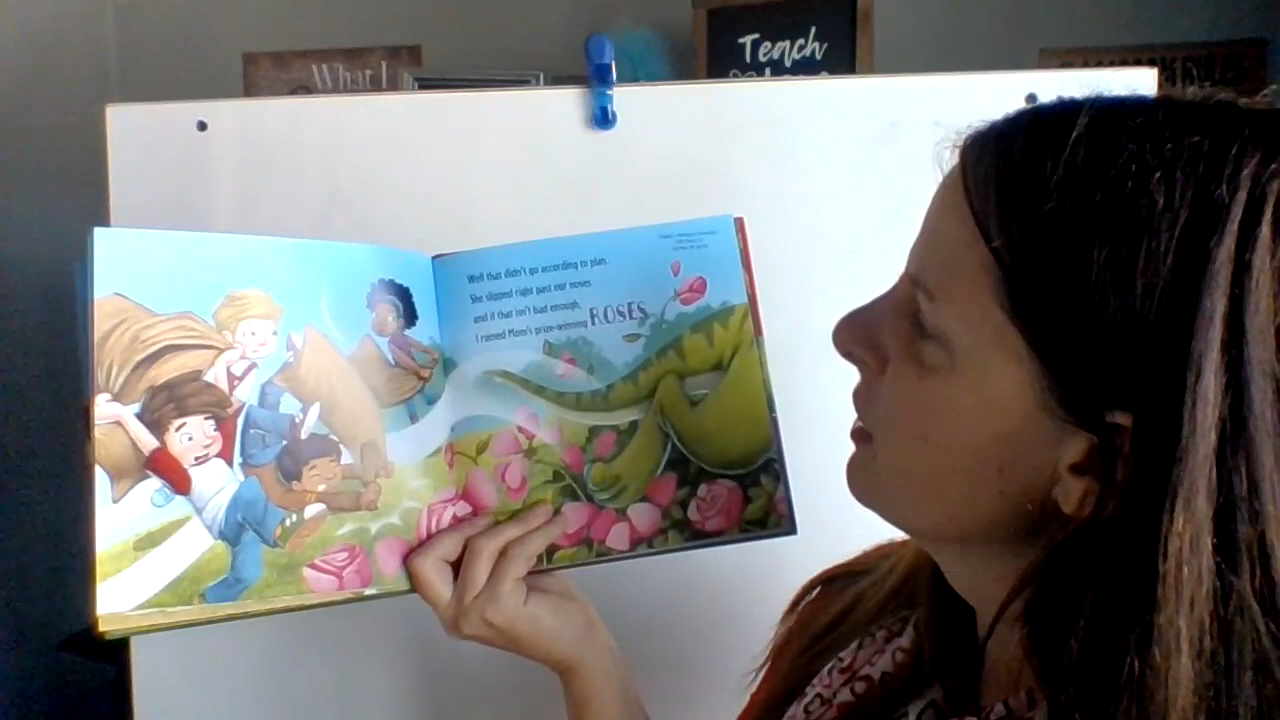 What I
Teach
Well that didn't go according to plan.
She slipped right past our noses
and if that isn't bad enough,
I ruined Mom's prize-winning ROSES